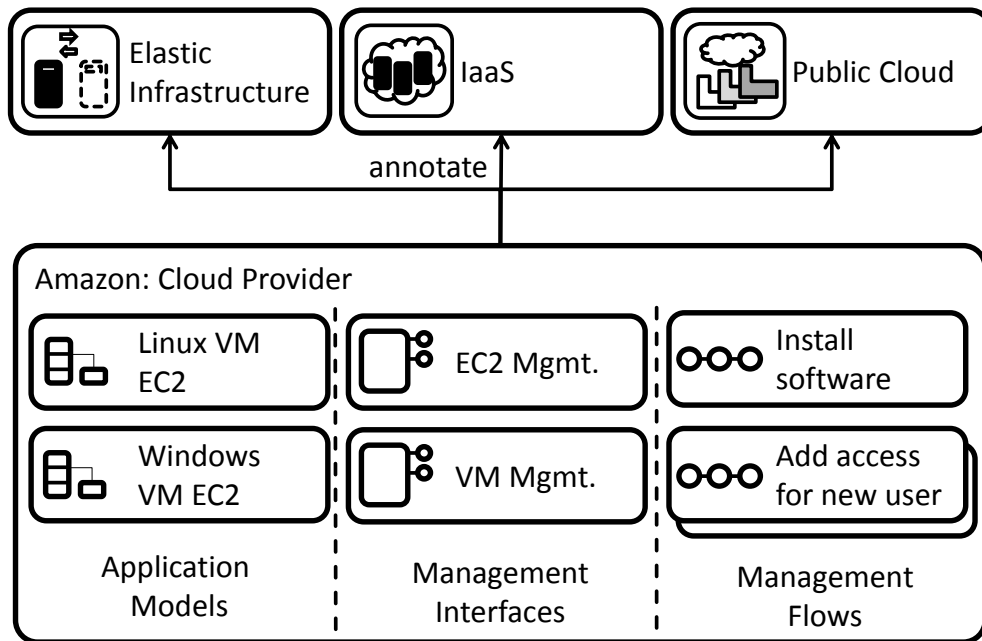 Elastic
Infrastructure
IaaS
Public Cloud
annotate
Amazon: Cloud Provider
Linux VM
EC2
EC2 Mgmt.
Install
software
Windows
VM EC2
VM Mgmt.
Add access
for new user
Application
Models
Management
Interfaces
Management
Flows